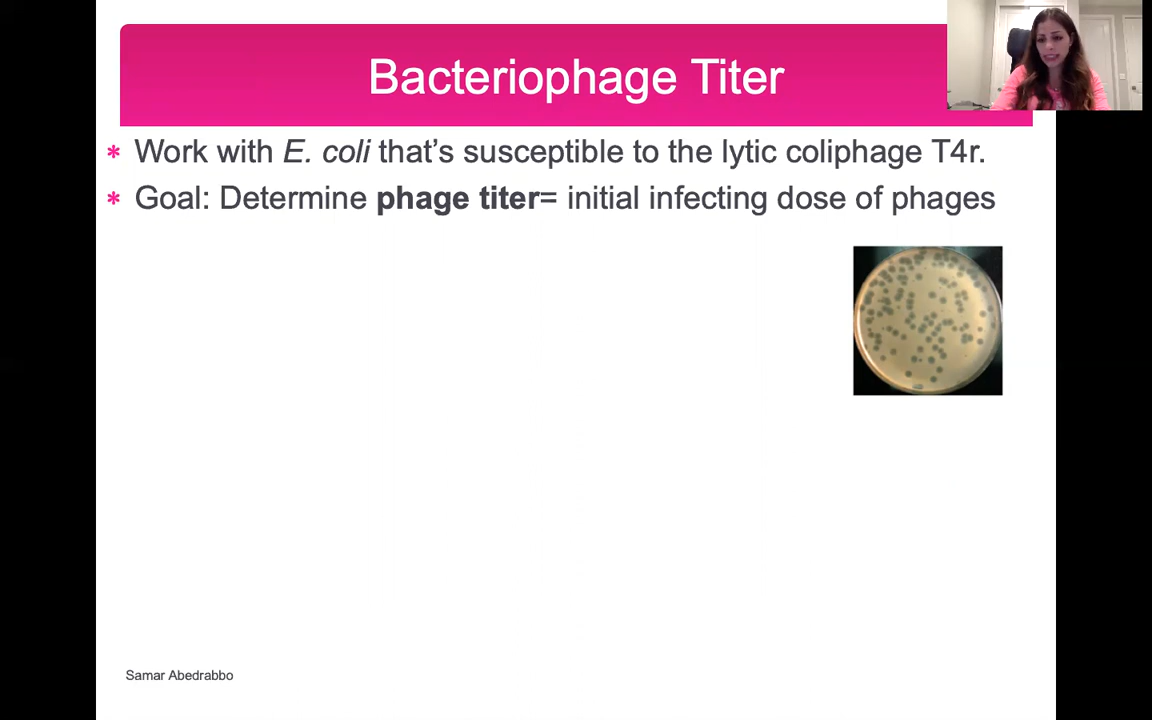 Bacteriophage Titer
* Work with E. coli that's susceptible to the lytic coliphage T4r.
* Goal: Determine phage titer= initial infecting dose of phages
Samar Abedrabbo